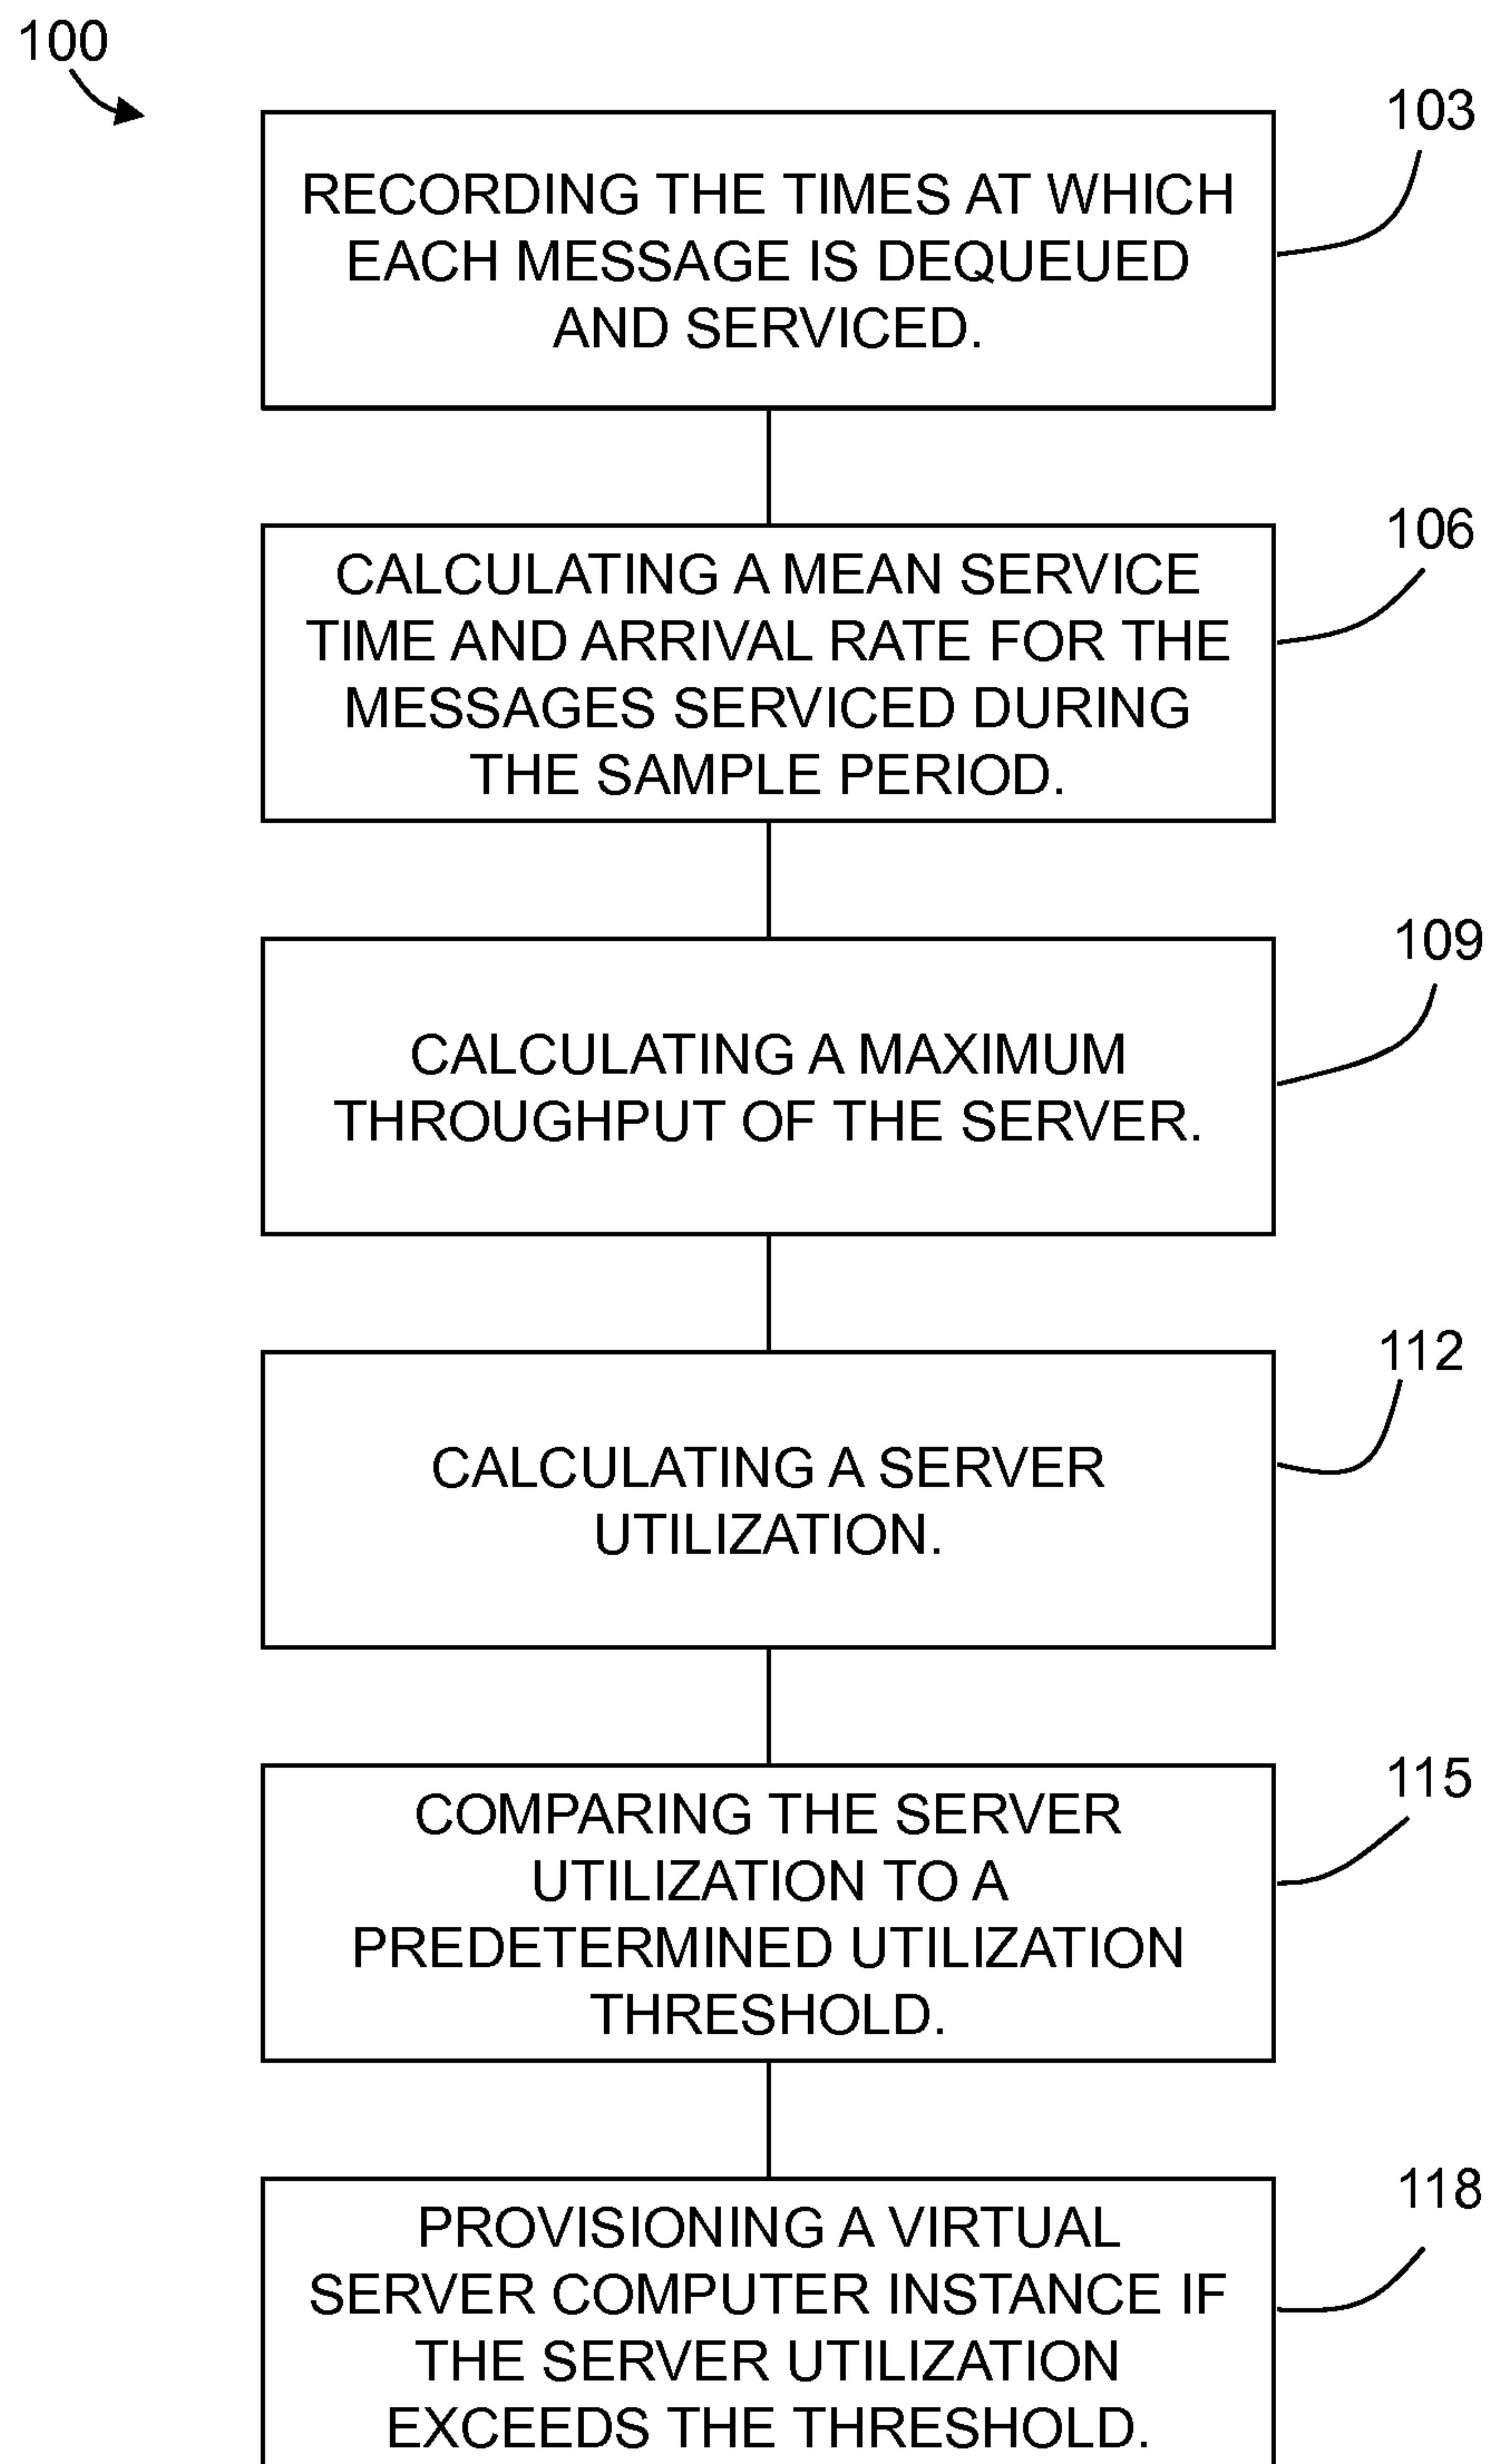 100
103
RECORDING THE TIMES AT WHICH
EACH MESSAGE IS DEQUEUED
AND SERVICED.
106
CALCULATING A MEAN SERVICE
TIME AND ARRIVAL RATE FOR THE
MESSAGES SERVICED DURING
THE SAMPLE PERIOD.
109
CALCULATING A MAXIMUM
THROUGHPUT OF THE SERVER.
112
CALCULATING A SERVER
UTILIZATION.
115
COMPARING THE SERVER
UTILIZATION TO A
PREDETERMINED UTILIZATION
THRESHOLD.
118
PROVISIONING A VIRTUAL
SERVER COMPUTER INSTANCE IF
THE SERVER UTILIZATION
EXCEEDS THE THRESHOLD.